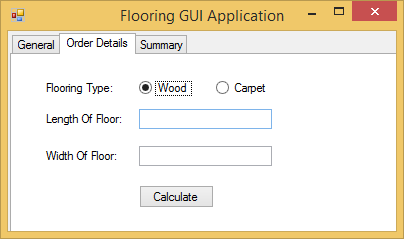 Flooring GUI Application
General Order Details Summary
Flooring Type: Wood Carpet
Length Of Floor:
Width Of Floor:
Calculate